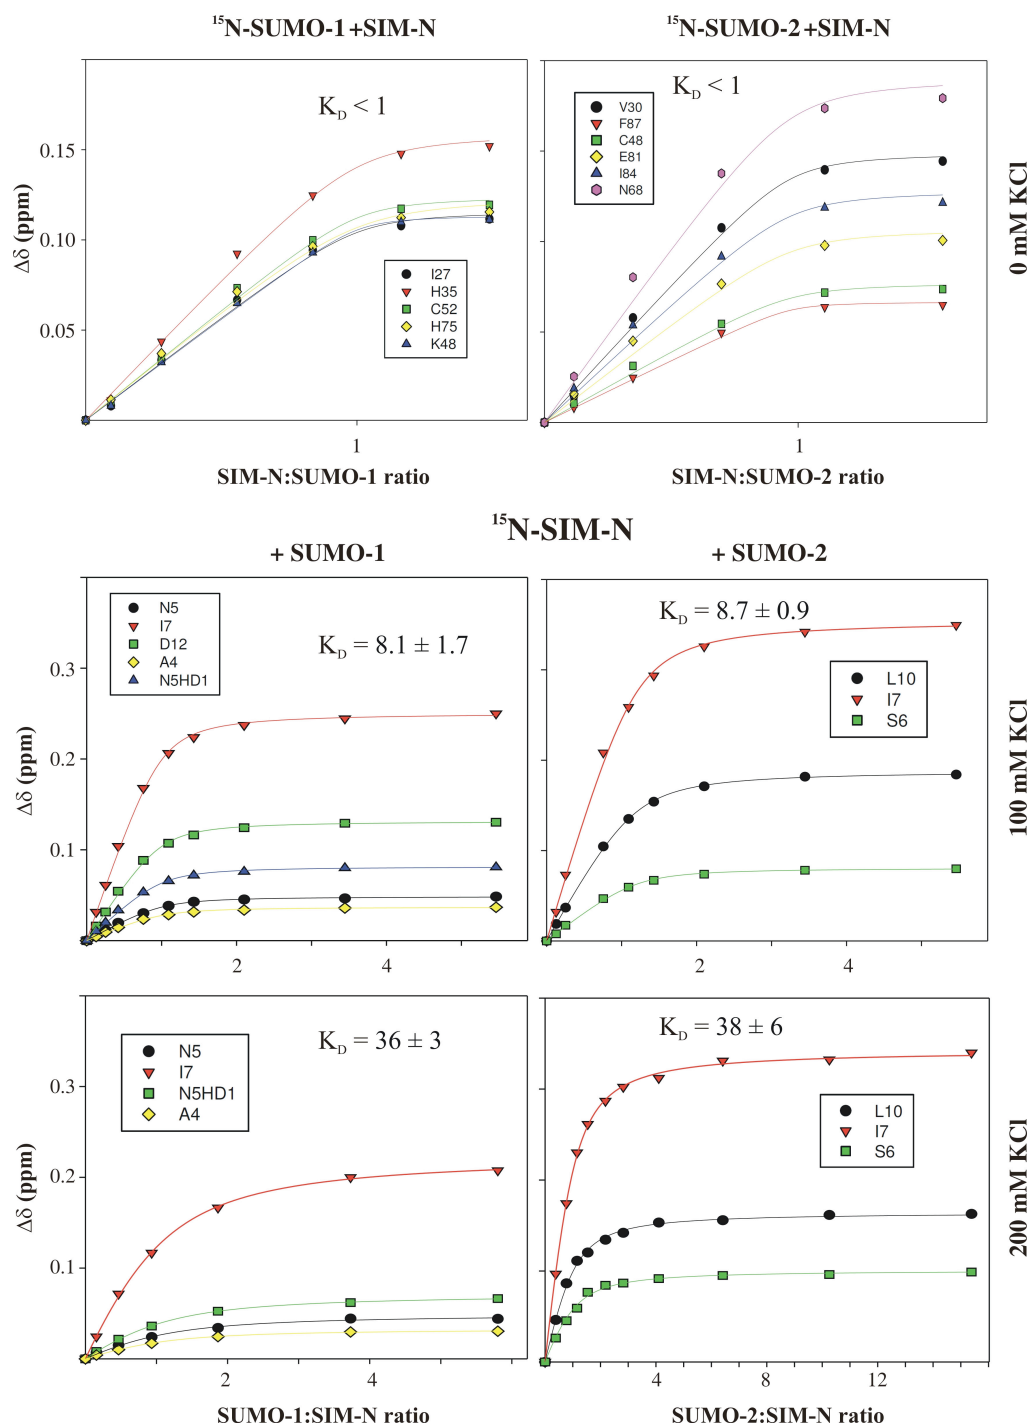 ¹⁵N-SUMO-1+SIM-N
¹⁵N-SUMO-2+SIM-N
K_D < 1
0.15
0.10
0.05
Δδ (ppm)
I27
H35
C52
H75
K48
1
SIM-N:SUMO-1 ratio
K_D < 1
V30
F87
C48
E81
I84
N68
1
SIM-N:SUMO-2 ratio
0 mM KCl
¹⁵N-SIM-N
+ SUMO-1
+ SUMO-2
N5
I7
D12
A4
N5HD1
K_D = 8.1 ± 1.7
0.3
0.2
0.1
Δδ (ppm)
2 4
K_D = 8.7 ± 0.9
L10
I7
S6
2 4
100 mM KCl
N5
I7
N5HD1
A4
K_D = 36 ± 3
0.3
0.2
0.1
Δδ (ppm)
2 4
SUMO-1:SIM-N ratio
K_D = 38 ± 6
L10
I7
S6
4 8 12
SUMO-2:SIM-N ratio
200 mM KCl